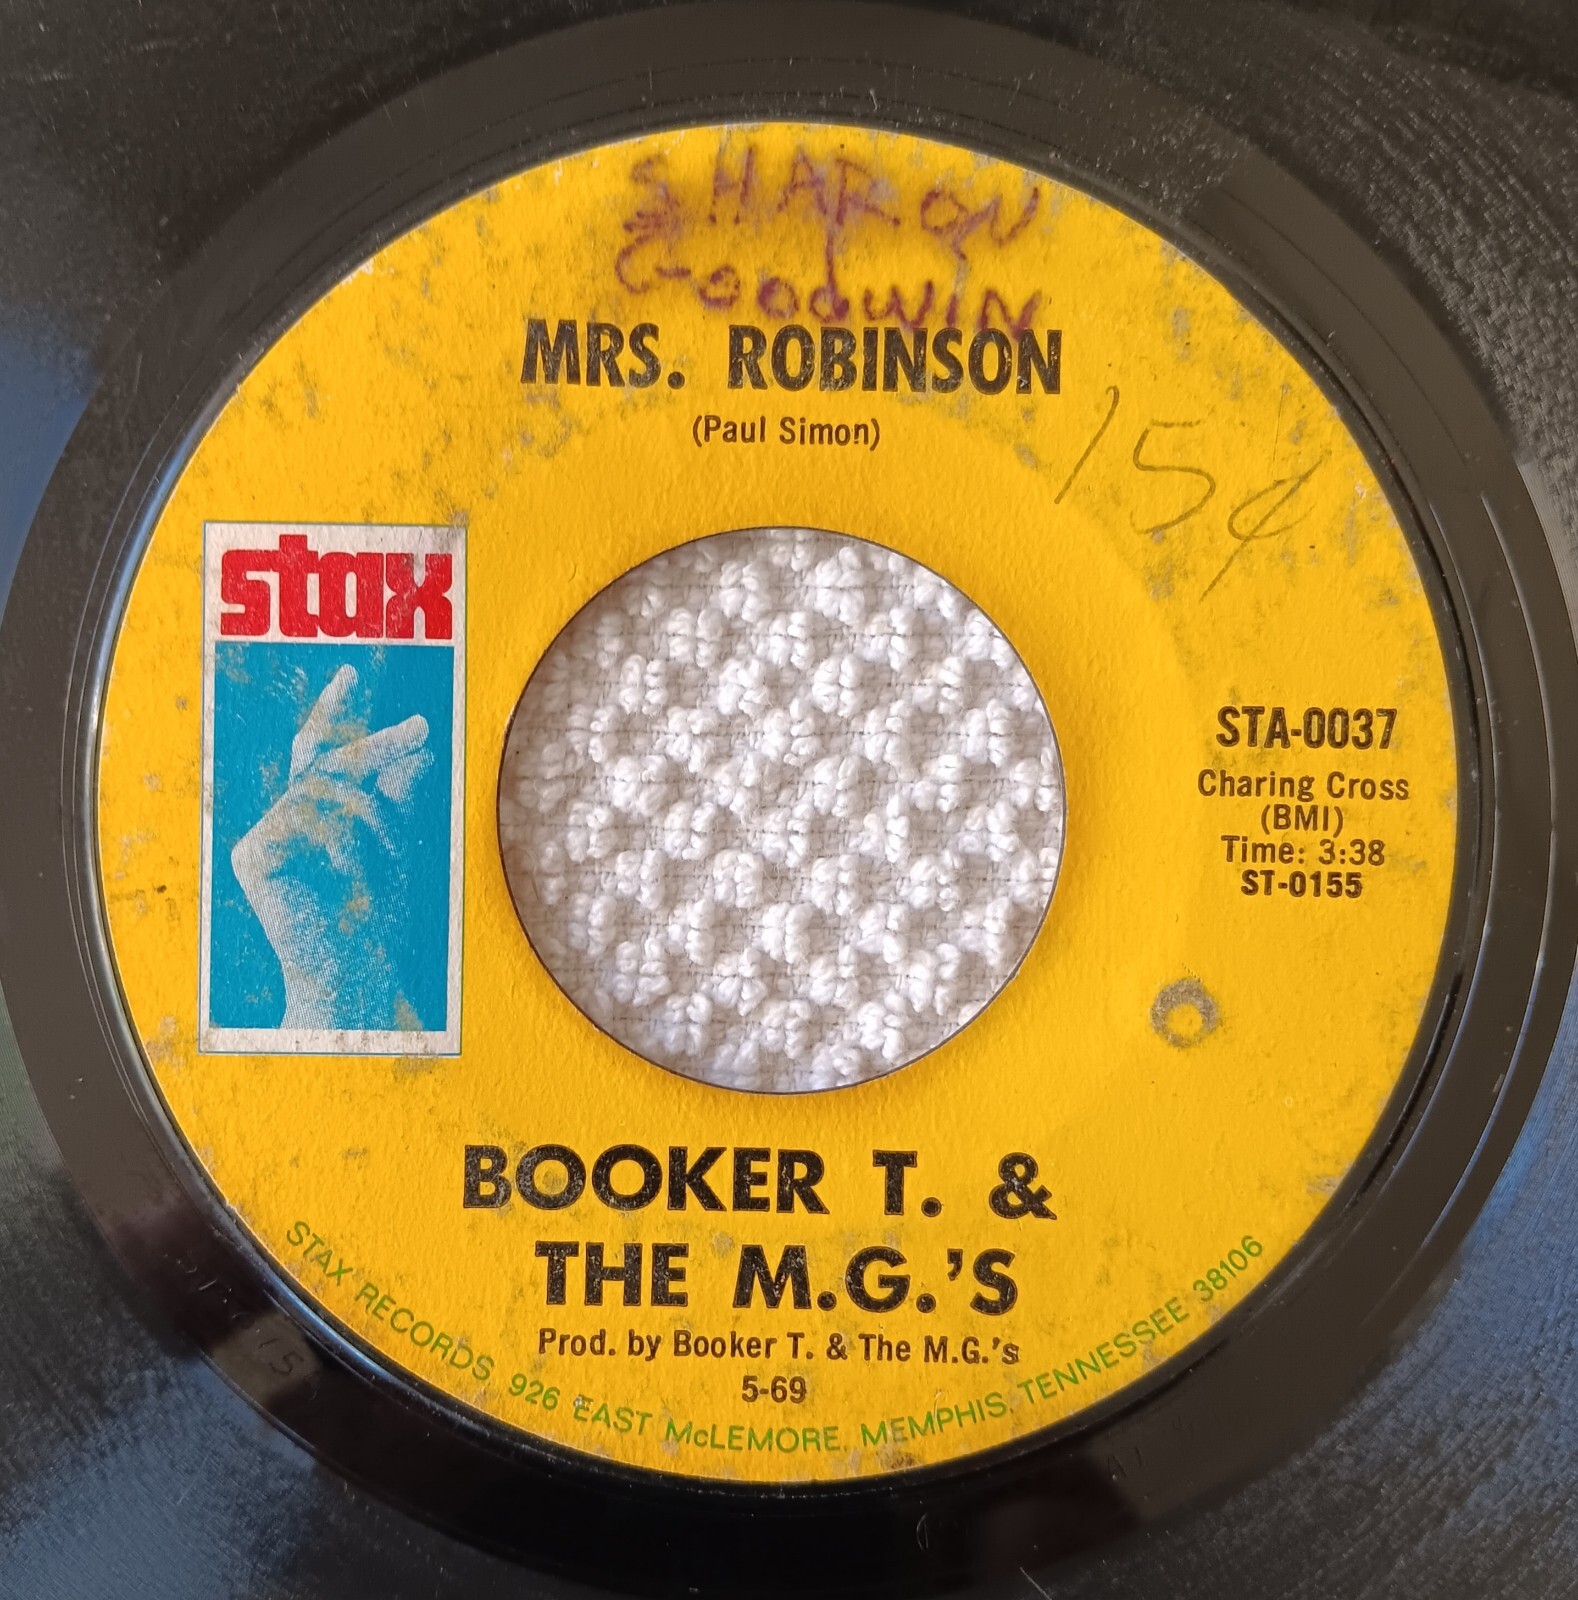 SHARON
GOODWIN
MRS. ROBINSON
(Paul Simon)
15¢
stax
STA-0037
Charing Cross
(BMI)
Time: 3:38
ST-0155
BOOKER T. &
THE M.G.'S
Prod. by Booker T. & The M.G.'s
5-69
STAX RECORDS, 926 EAST McLEMORE, MEMPHIS, TENNESSEE 38106